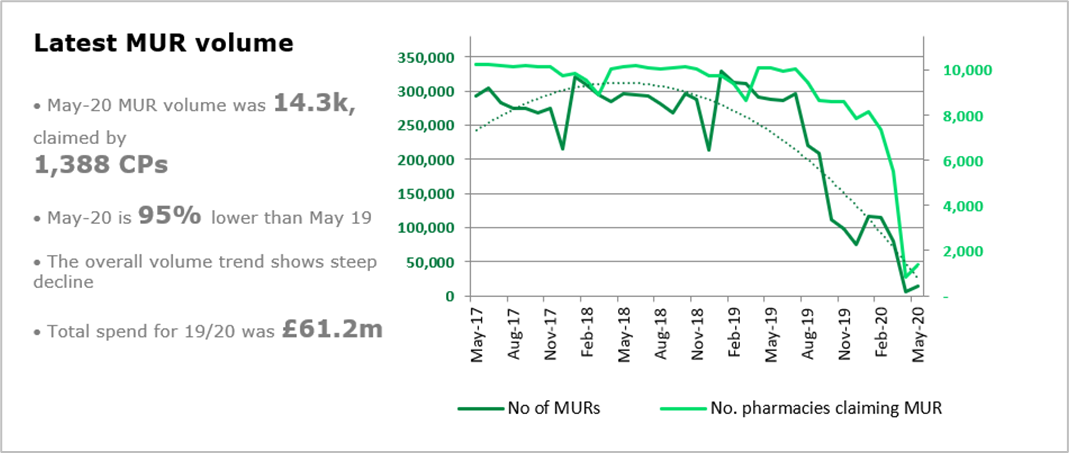 Latest MUR volume
• May-20 MUR volume was 14.3k,
claimed by
1,388 CPs
• May-20 is 95% lower than May 19
• The overall volume trend shows steep
decline
• Total spend for 19/20 was £61.2m
350,000
300,000
250,000
200,000
150,000
100,000
50,000
0
10,000
8,000
6,000
4,000
2,000
-
May-17
Aug-17
Nov-17
Feb-18
May-18
Aug-18
Nov-18
Feb-19
May-19
Aug-19
Nov-19
Feb-20
May-20
No of MURs
No. pharmacies claiming MUR